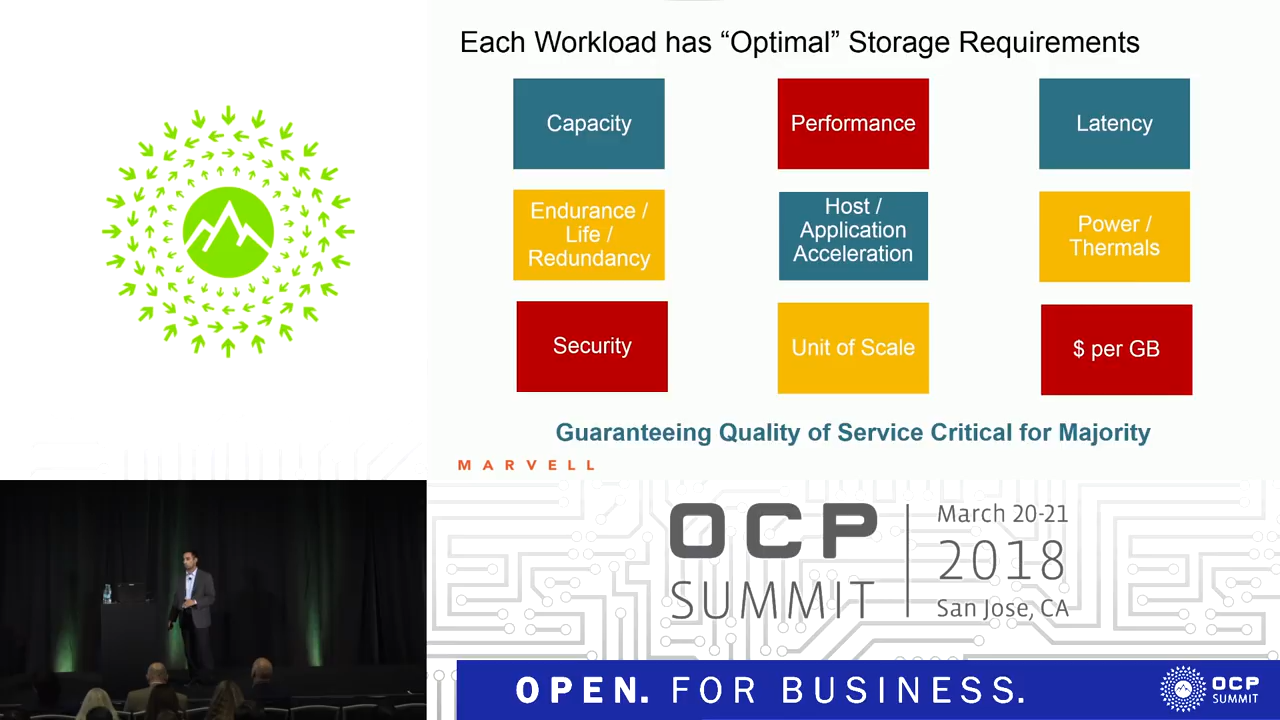 Each Workload has “Optimal” Storage Requirements
Capacity
Performance
Latency
Endurance /
Life /
Redundancy
Host /
Application
Acceleration
Power /
Thermals
Security
Unit of Scale
$ per GB
Guaranteeing Quality of Service Critical for Majority
MARVELL
OCP
SUMMIT
March 20-21
2018
San Jose, CA
OPEN. FOR BUSINESS.
OCP
SUMMIT